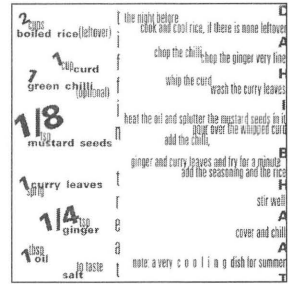 2 cups
boiled rice(leftover)
1 cup curd
1
green chilli
(optional)
1/8 tsp
mustard seeds
1 curry leaves
sprig
1/4 tsp
ginger
1 tbsp
oil
to taste
salt
tiffin treat
the night before
cook and cool rice, if there is none leftover
chop the chilli,
chop the ginger very fine
whip the curd
wash the curry leaves
heat the oil and splutter the mustard seeds in it
pour over the whipped curd
add the chilli,
ginger and curry leaves and fry for a minute
add the seasoning and the rice
stir well
cover and chill
note: a very c o o l i n g dish for summer
DAHI BHAAT